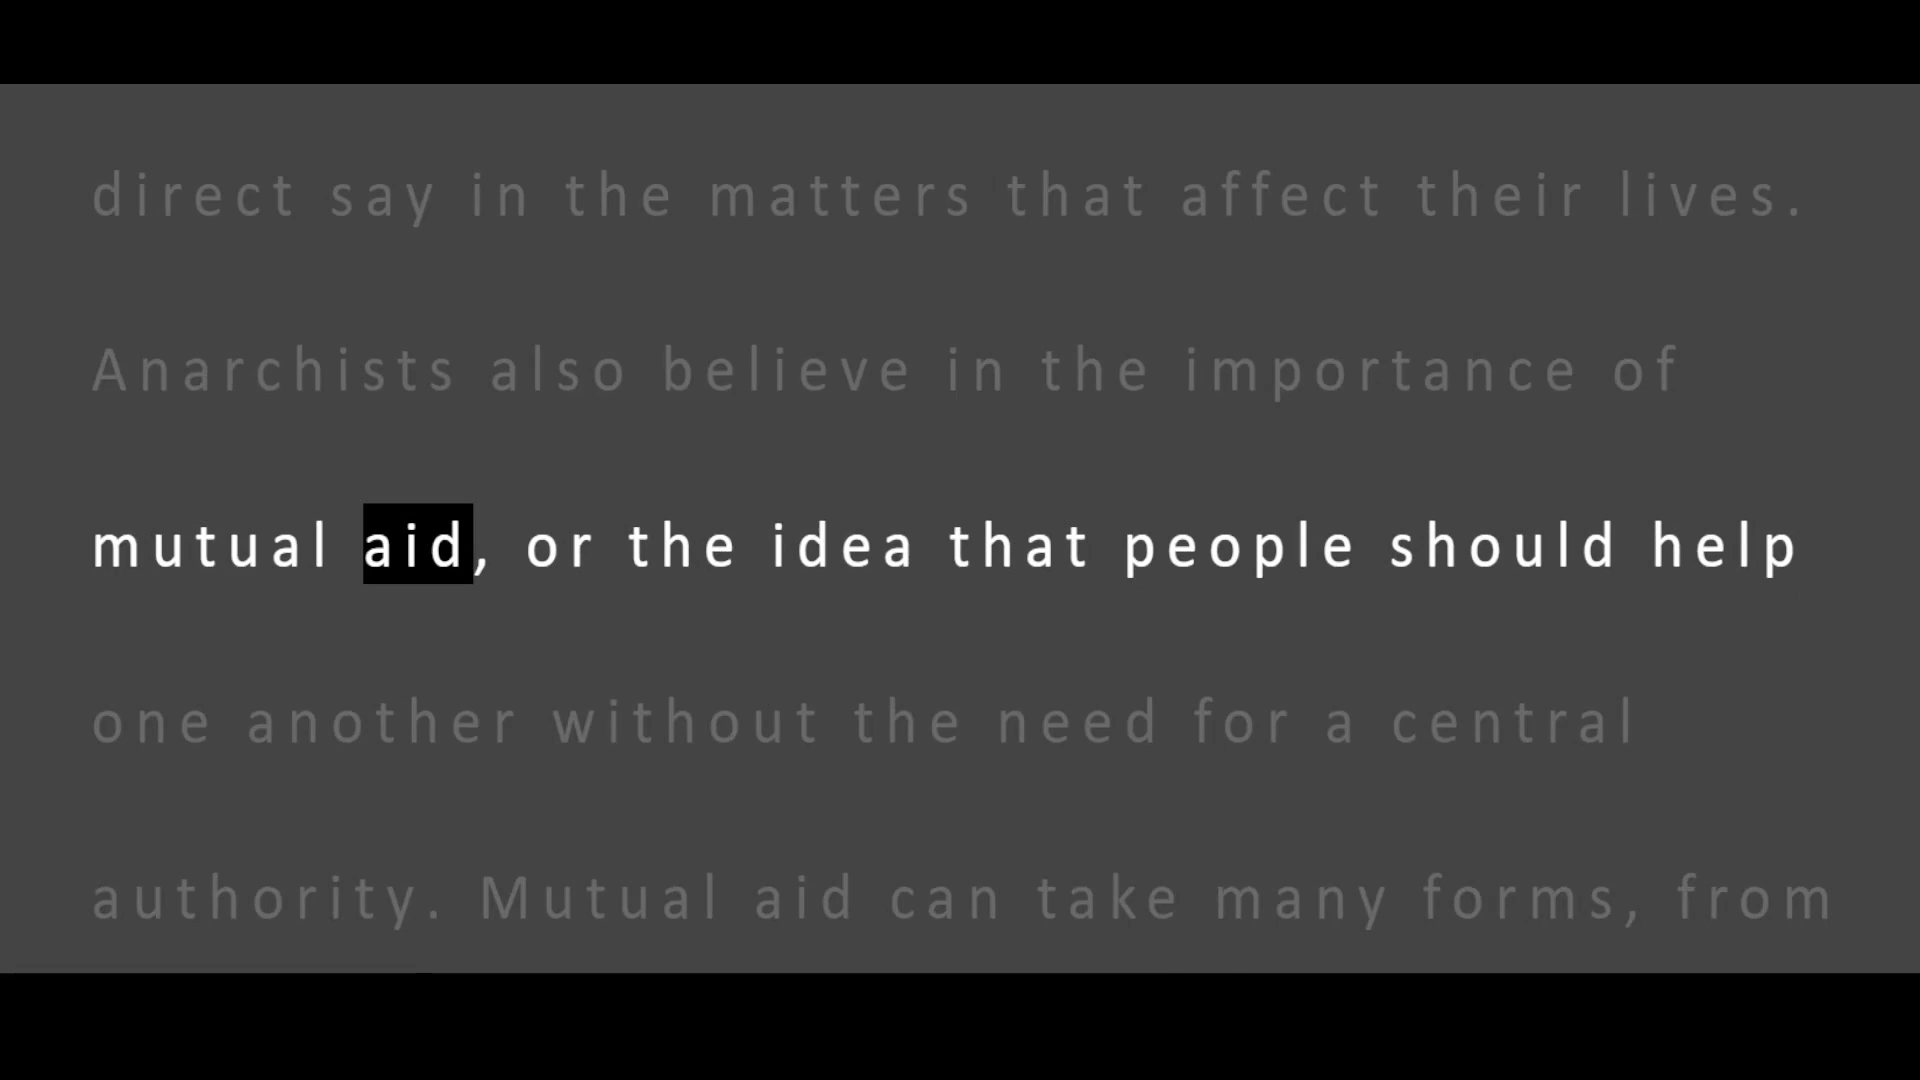 direct say in the matters that affect their lives.
Anarchists also believe in the importance of
mutual aid, or the idea that people should help
one another without the need for a central
authority. Mutual aid can take many forms, from